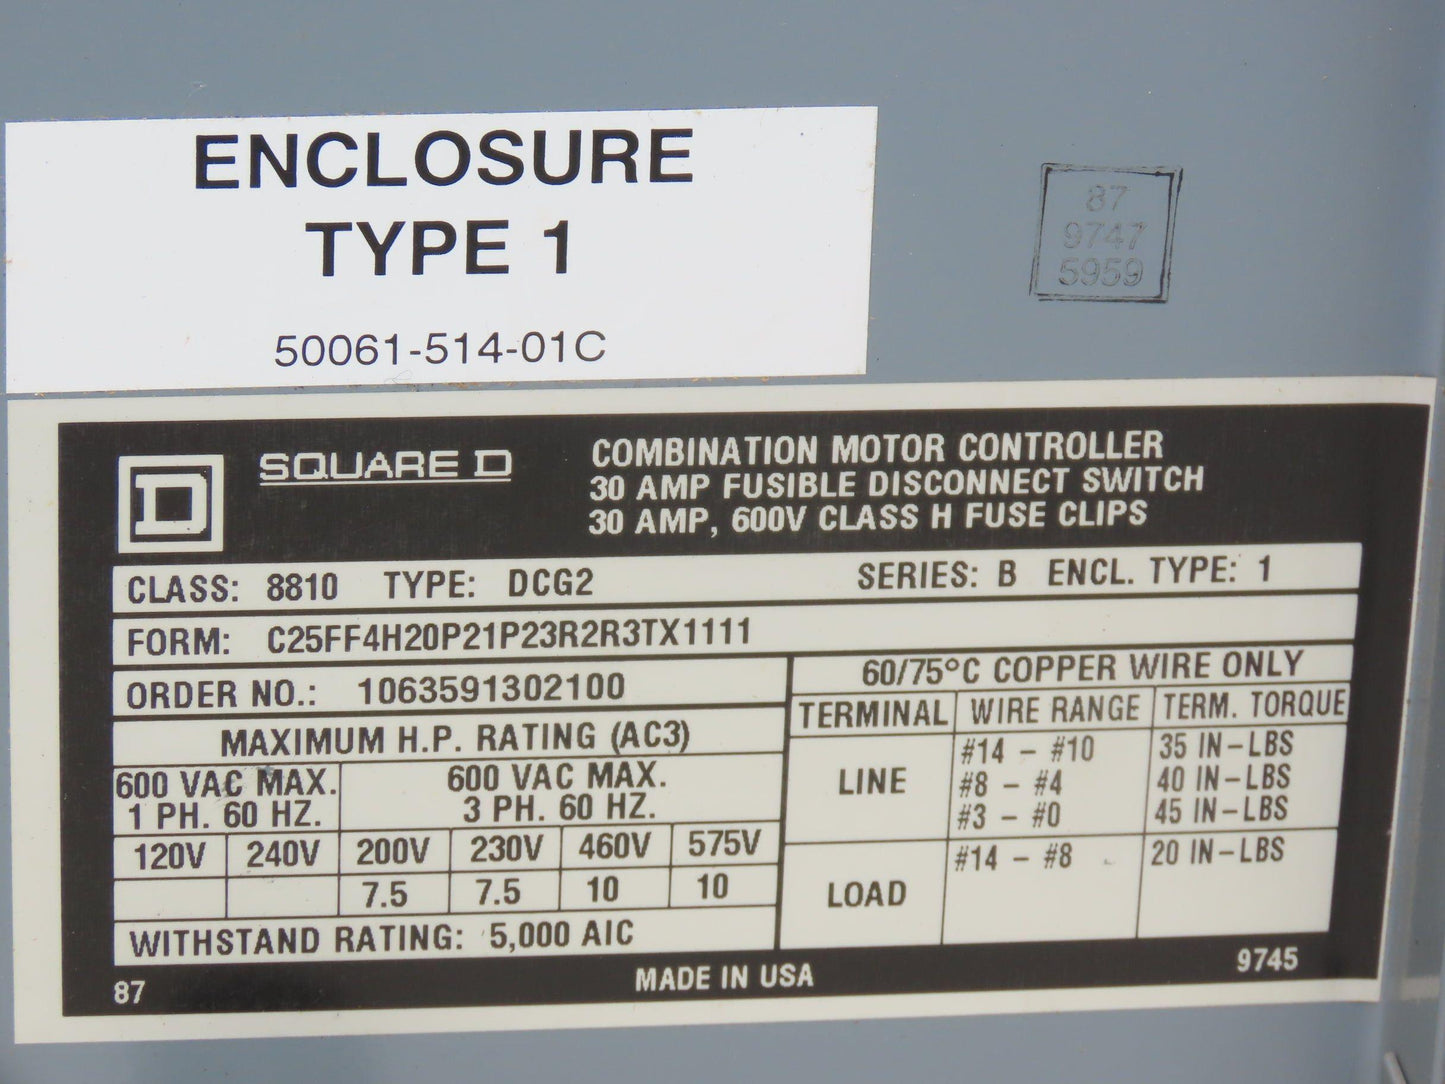 ENCLOSURE
TYPE 1
50061-514-01C
87
9747
5959
D
SQUARE D
COMBINATION MOTOR CONTROLLER
30 AMP FUSIBLE DISCONNECT SWITCH
30 AMP, 600V CLASS H FUSE CLIPS
CLASS: 8810 TYPE: DCG2 SERIES: B ENCL. TYPE: 1
FORM: C25FF4H20P21P23R2R3TX1111
ORDER NO.: 1063591302100
MAXIMUM H.P. RATING (AC3)
600 VAC MAX.
1 PH. 60 HZ.
600 VAC MAX.
3 PH. 60 HZ.
120V 240V 200V 230V 460V 575V
7.5 7.5 10 10
WITHSTAND RATING: 5,000 AIC
60/75°C COPPER WIRE ONLY
TERMINAL WIRE RANGE TERM. TORQUE
LINE
#14 - #10 35 IN-LBS
#8 - #4 40 IN-LBS
#3 - #0 45 IN-LBS
LOAD
#14 - #8 20 IN-LBS
87 MADE IN USA 9745